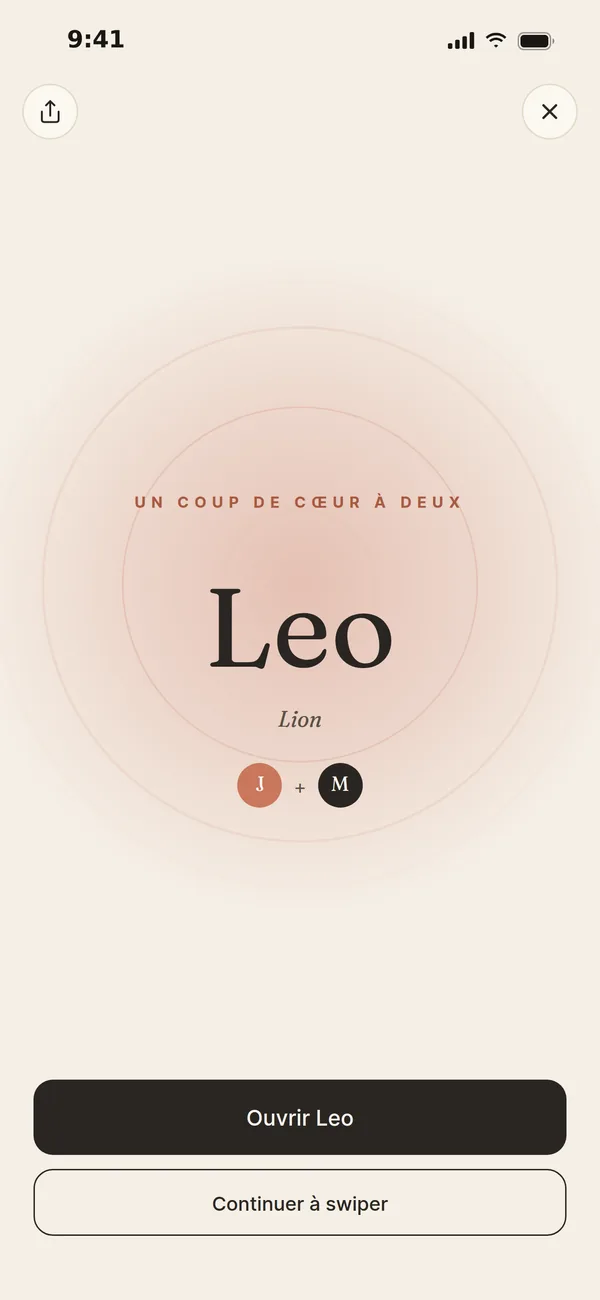 9:41
UN COUP DE CŒUR À DEUX
Leo
Lion
J + M
Ouvrir Leo
Continuer à swiper